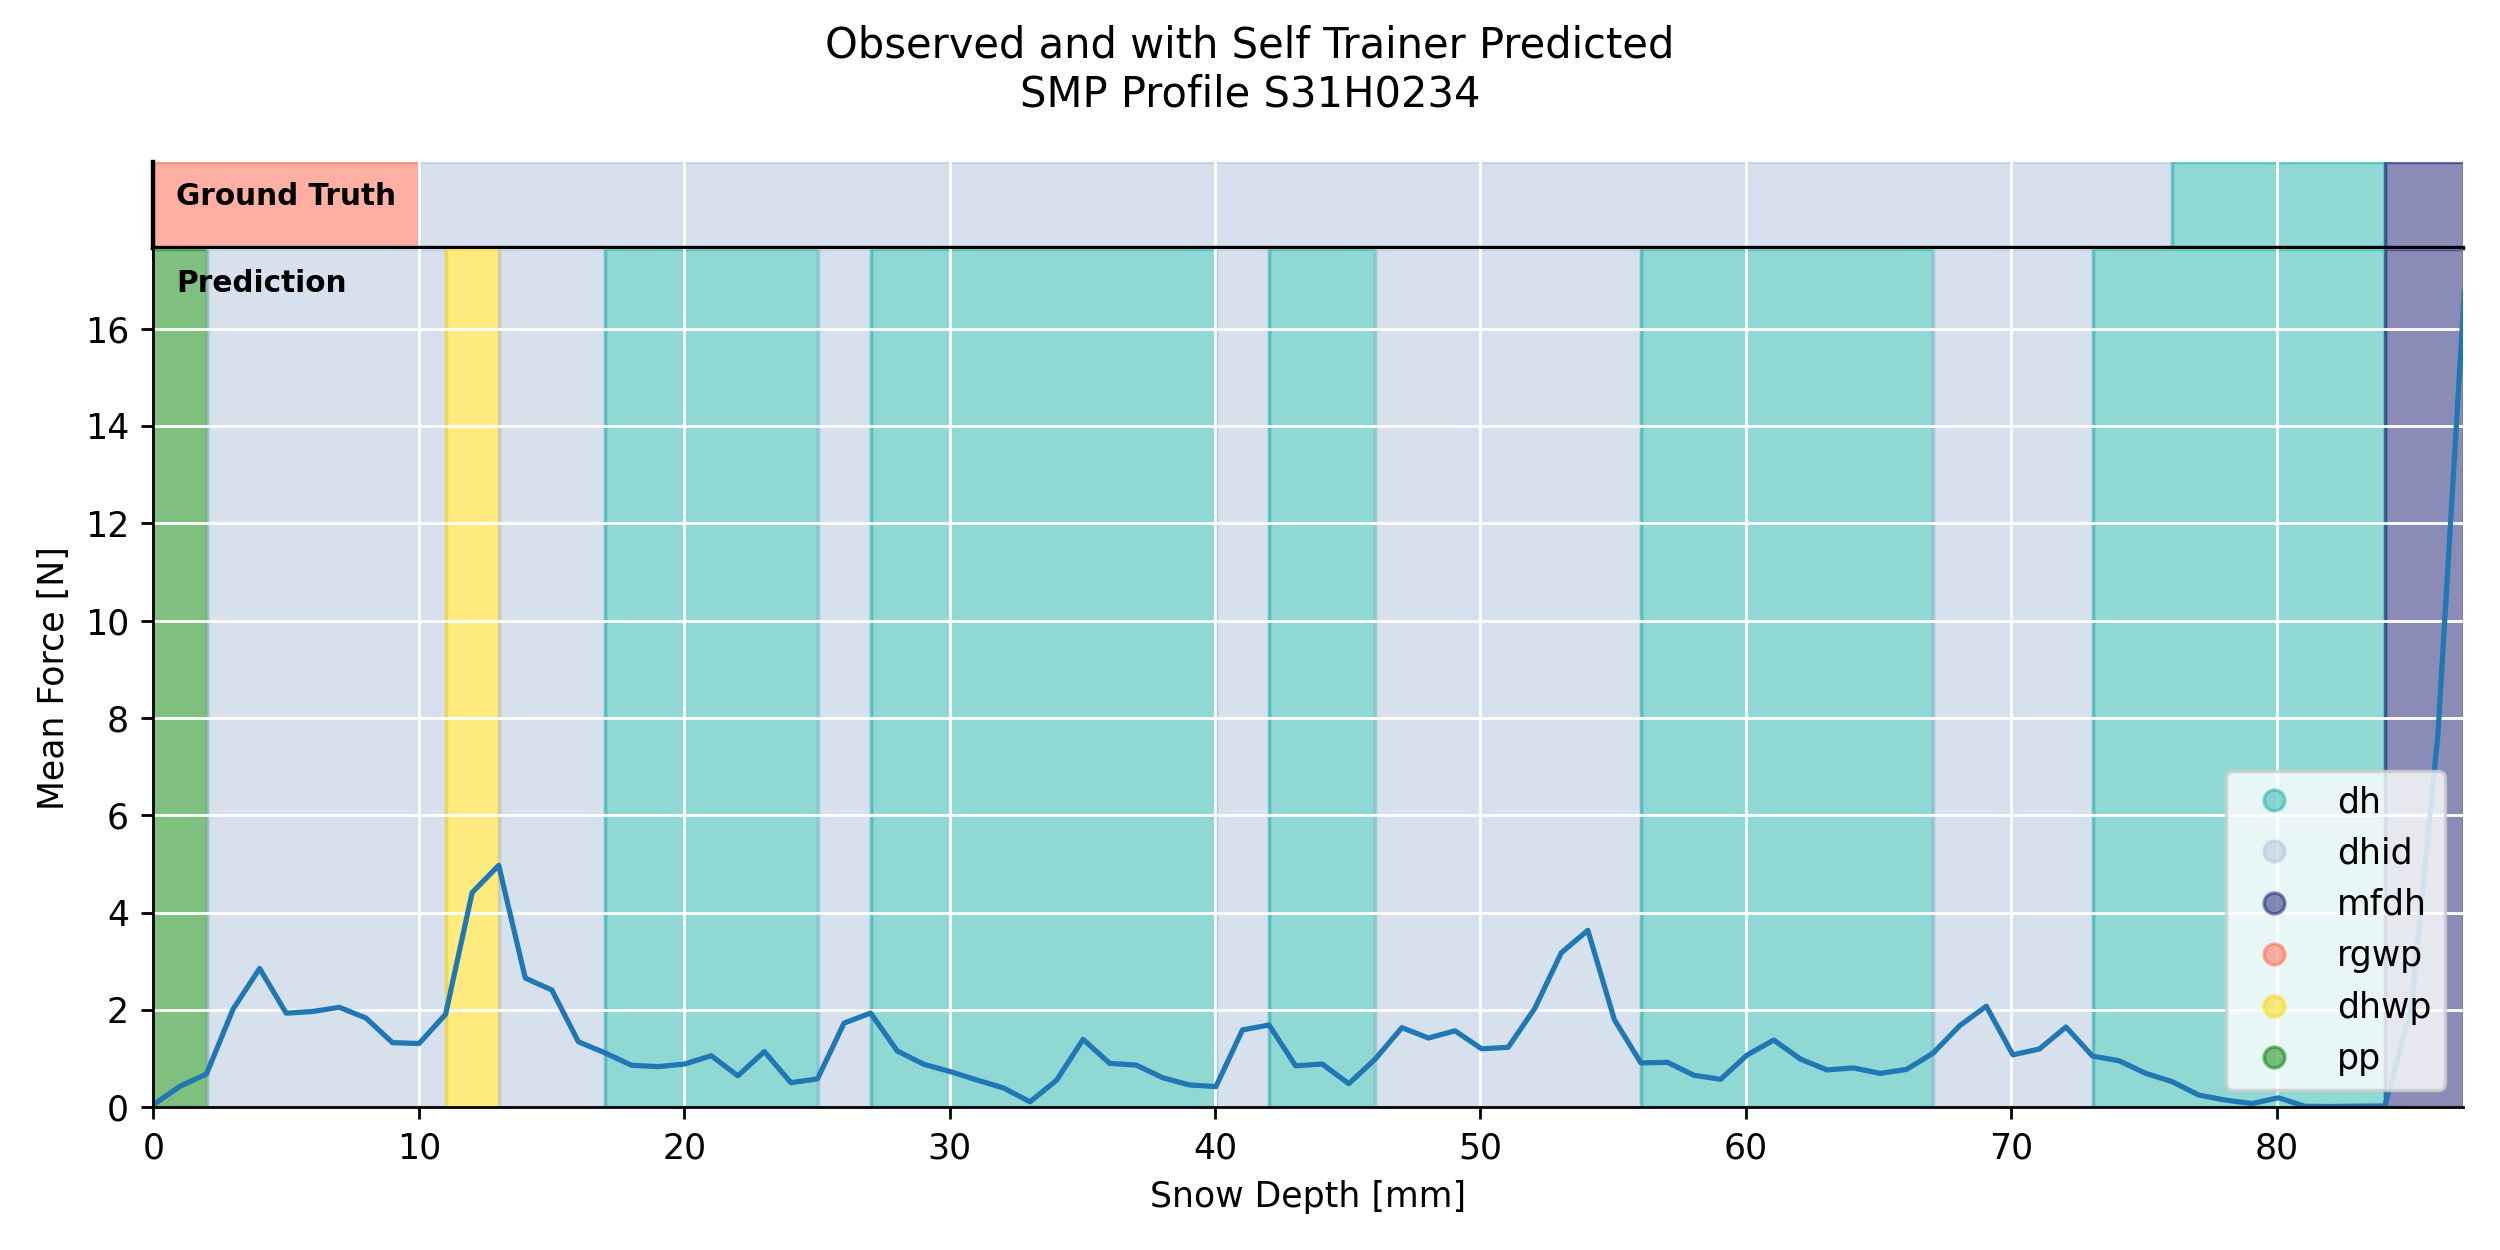 Observed and with Self Trainer Predicted
SMP Profile S31H0234
Ground Truth
Prediction
16
14
12
10
8
6
4
2
0
Mean Force [N]
dh
dhid
mfdh
rgwp
dhwp
pp
0 10 20 30 40 50 60 70 80
Snow Depth [mm]